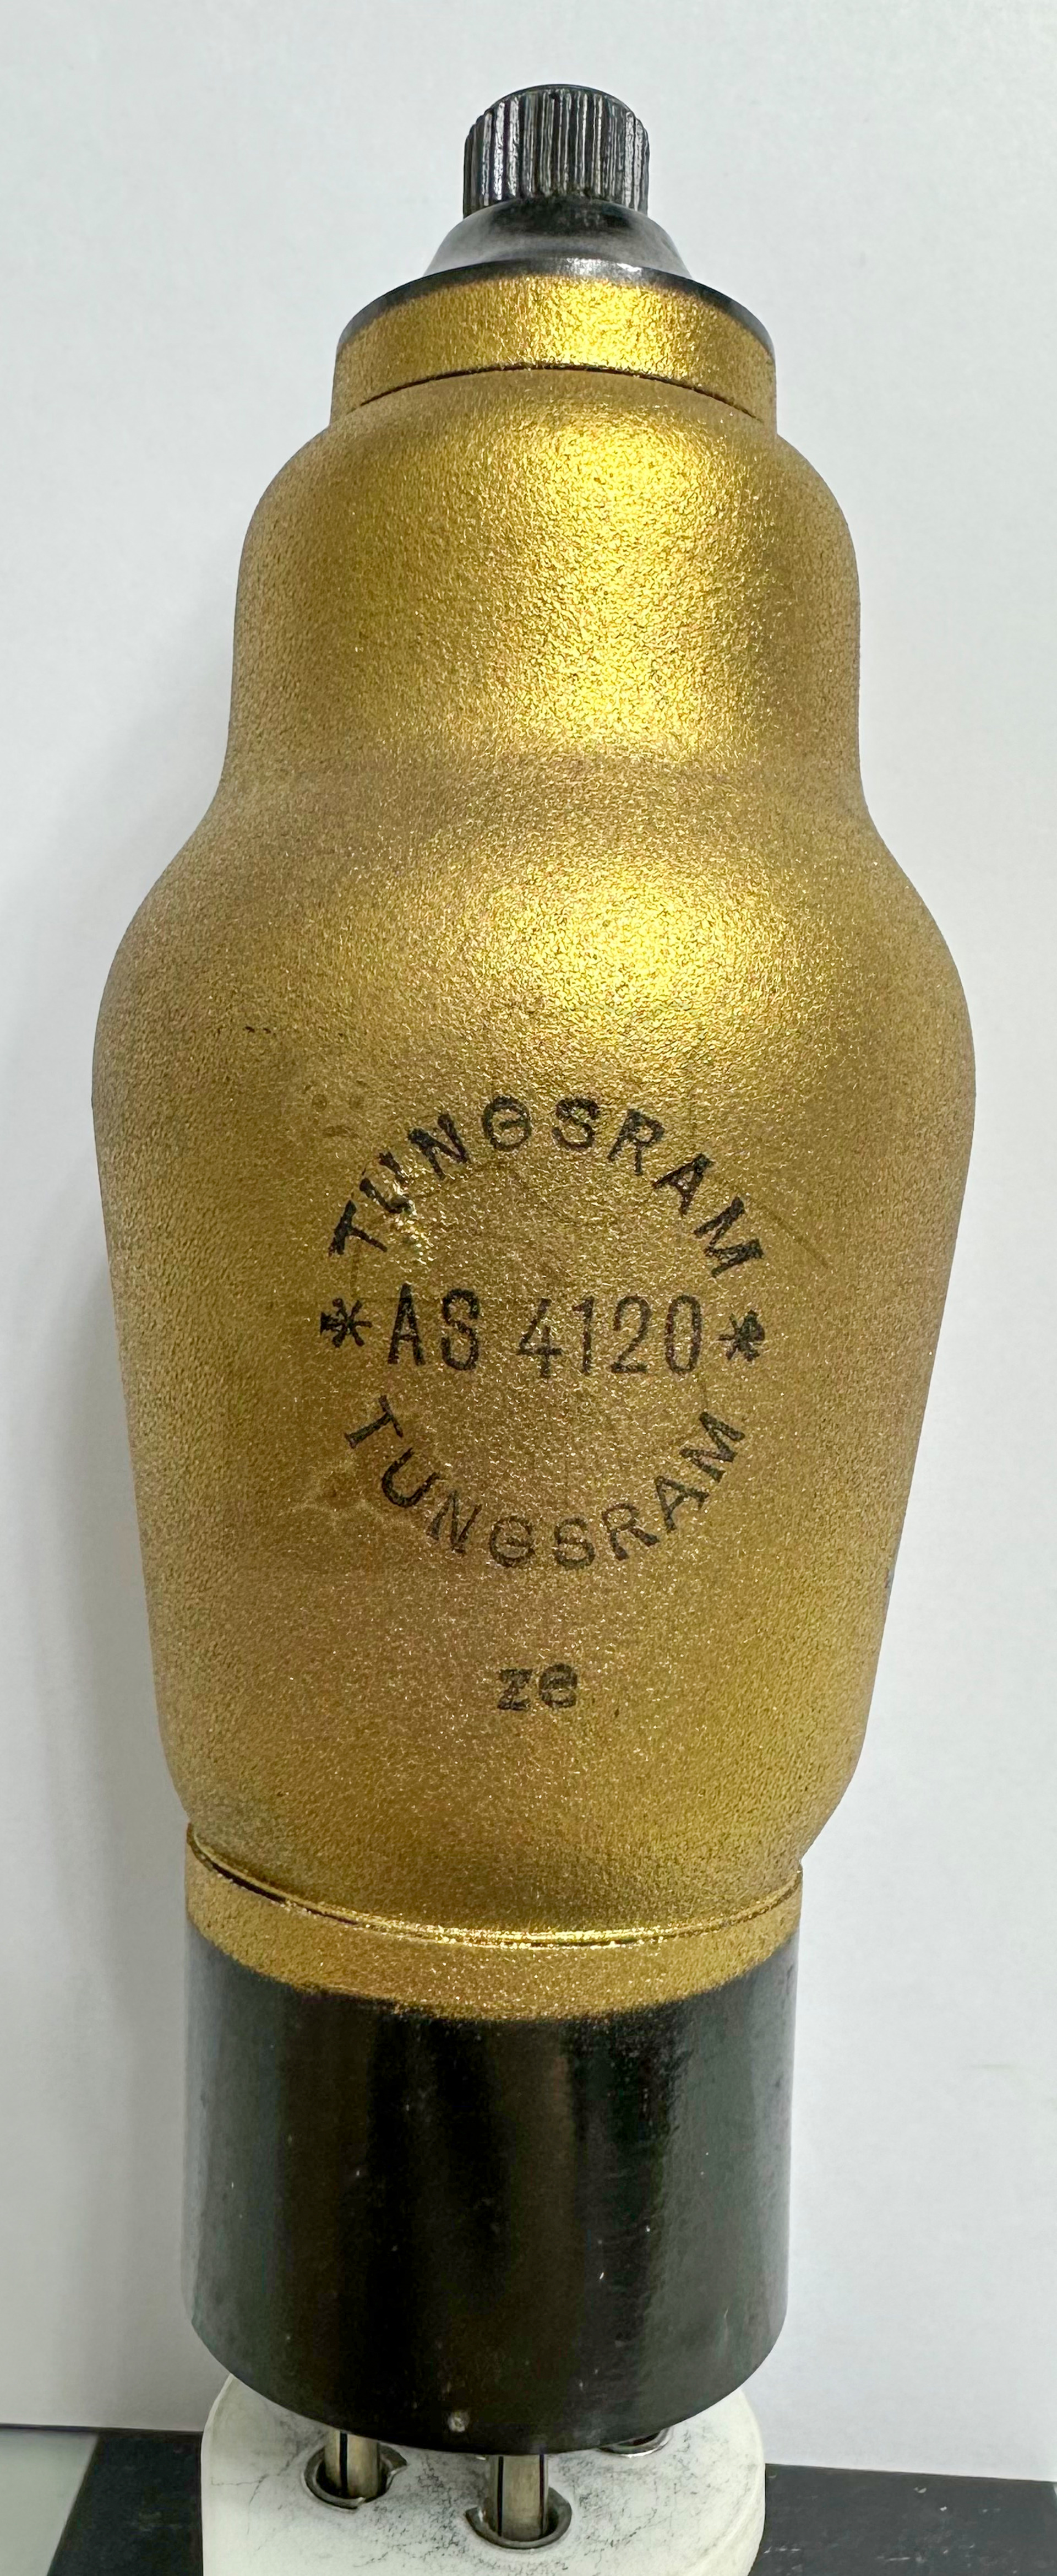 TUNGSRAM
* AS 4120 *
TUNGSRAM
ze